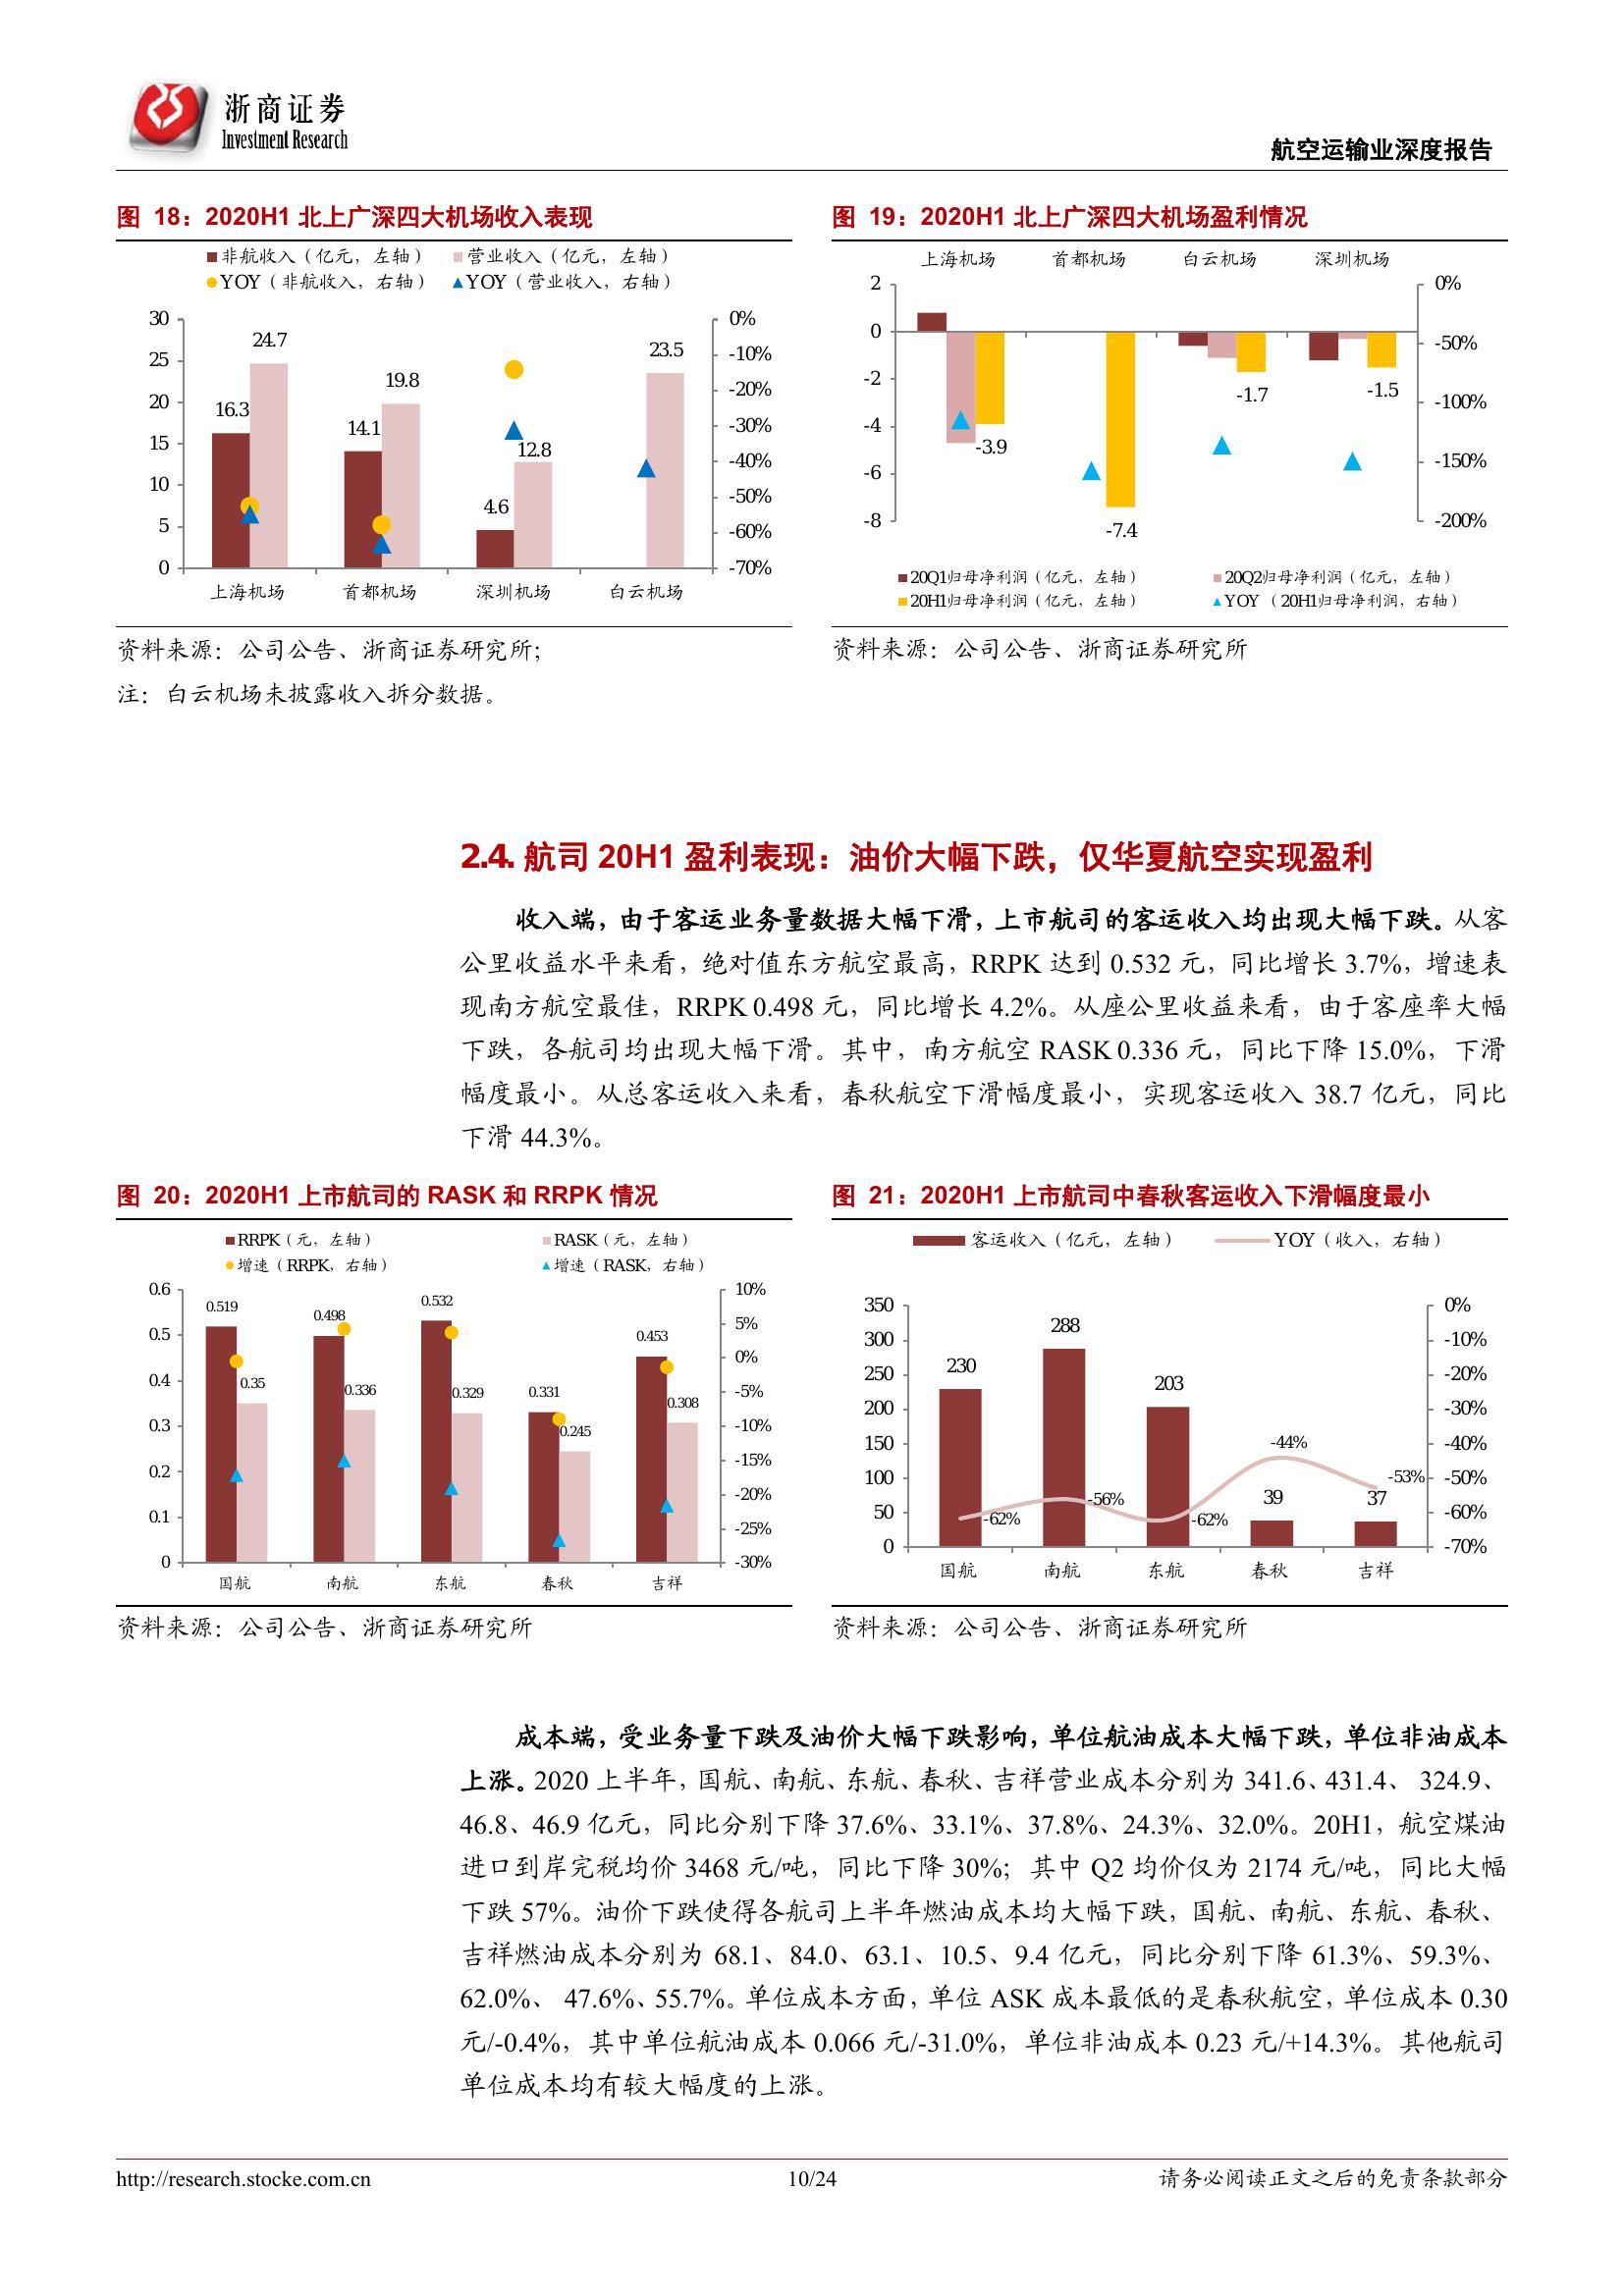 浙商证券
Investment Research
航空运输业深度报告
图 18：2020H1 北上广深四大机场收入表现
非航收入（亿元，左轴） 营业收入（亿元，左轴）
YOY（非航收入，右轴） YOY（营业收入，右轴）
30 0%
25 -10%
20 -20%
15 -30%
10 -40%
5 -50%
0 -60%
-70%
16.3 24.7 14.1 19.8 4.6 12.8 23.5
上海机场 首都机场 深圳机场 白云机场
资料来源：公司公告、浙商证券研究所；
注：白云机场未披露收入拆分数据。
图 19：2020H1 北上广深四大机场盈利情况
上海机场 首都机场 白云机场 深圳机场
2 0%
0 -50%
-2 -100%
-4 -150%
-6 -200%
-8
-3.9 -7.4 -1.7 -1.5
20Q1归母净利润（亿元，左轴） 20Q2归母净利润（亿元，左轴）
20H1归母净利润（亿元，左轴） YOY （20H1归母净利润，右轴）
资料来源：公司公告、浙商证券研究所
2.4. 航司 20H1 盈利表现：油价大幅下跌，仅华夏航空实现盈利
收入端，由于客运业务量数据大幅下滑，上市航司的客运收入均出现大幅下跌。从客
公里收益水平来看，绝对值东方航空最高，RRPK 达到 0.532 元，同比增长 3.7%，增速表
现南方航空最佳，RRPK 0.498 元，同比增长 4.2%。从座公里收益来看，由于客座率大幅
下跌，各航司均出现大幅下滑。其中，南方航空 RASK 0.336 元，同比下降 15.0%，下滑
幅度最小。从总客运收入来看，春秋航空下滑幅度最小，实现客运收入 38.7 亿元，同比
下滑 44.3%。
图 20：2020H1 上市航司的 RASK 和 RRPK 情况
RRPK（元，左轴） RASK（元，左轴）
增速（RRPK，右轴） 增速（RASK，右轴）
0.6 10%
0.5 5%
0.4 0%
0.3 -5%
0.2 -10%
0.1 -15%
0 -20%
-25%
-30%
0.519 0.35 0.498 0.336 0.532 0.329 0.331 0.245 0.453 0.308
国航 南航 东航 春秋 吉祥
资料来源：公司公告、浙商证券研究所
图 21：2020H1 上市航司中春秋客运收入下滑幅度最小
客运收入（亿元，左轴） YOY（收入，右轴）
350 0%
300 -10%
250 -20%
200 -30%
150 -40%
100 -50%
50 -60%
0 -70%
230 288 203 39 37
-62% -56% -62% -44% -53%
国航 南航 东航 春秋 吉祥
资料来源：公司公告、浙商证券研究所
成本端，受业务量下跌及油价大幅下跌影响，单位航油成本大幅下跌，单位非油成本
上涨。2020 上半年，国航、南航、东航、春秋、吉祥营业成本分别为 341.6、431.4、 324.9、
46.8、46.9 亿元，同比分别下降 37.6%、33.1%、37.8%、24.3%、32.0%。20H1，航空煤油
进口到岸完税均价 3468 元/吨，同比下降 30%；其中 Q2 均价仅为 2174 元/吨，同比大幅
下跌 57%。油价下跌使得各航司上半年燃油成本均大幅下跌，国航、南航、东航、春秋、
吉祥燃油成本分别为 68.1、84.0、63.1、10.5、9.4 亿元，同比分别下降 61.3%、59.3%、
62.0%、 47.6%、55.7%。单位成本方面，单位 ASK 成本最低的是春秋航空，单位成本 0.30
元/-0.4%，其中单位航油成本 0.066 元/-31.0%，单位非油成本 0.23 元/+14.3%。其他航司
单位成本均有较大幅度的上涨。
http://research.stocke.com.cn 10/24 请务必阅读正文之后的免责条款部分